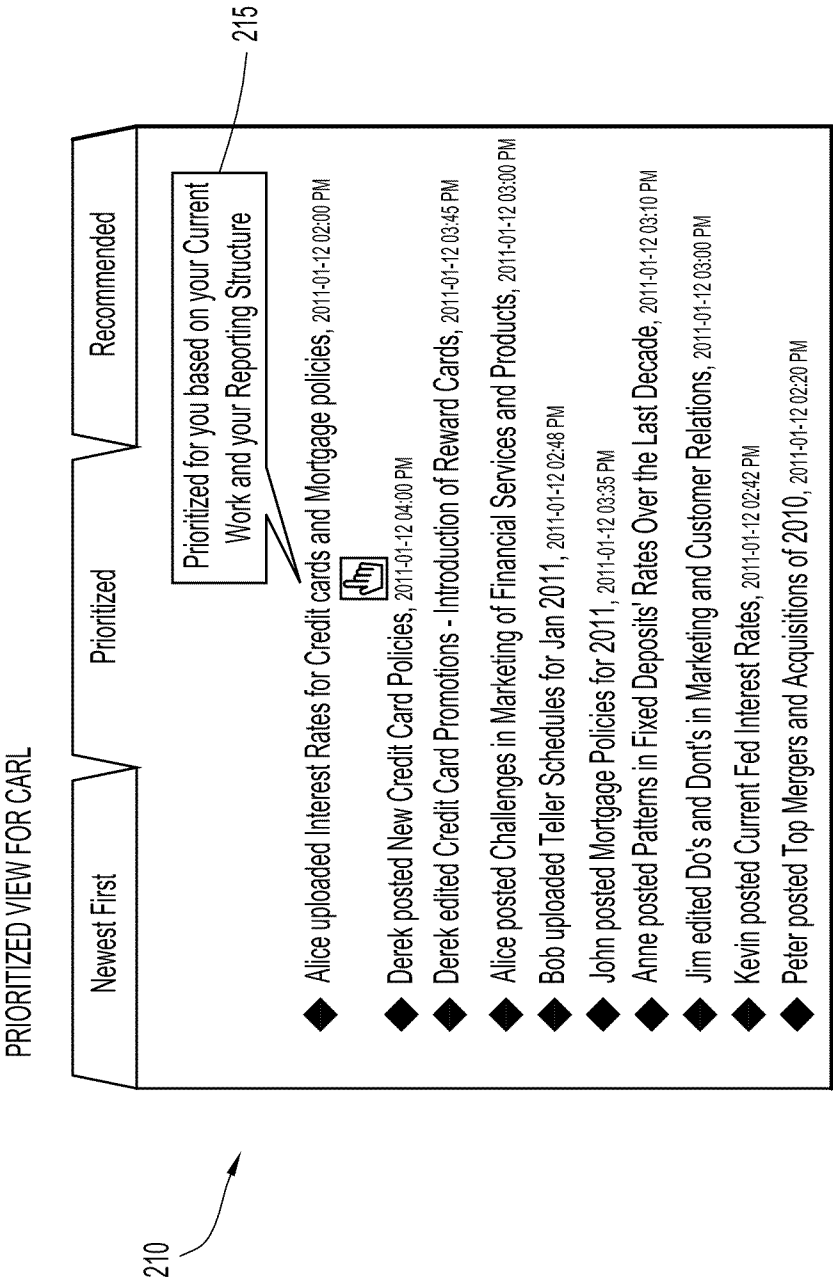 PRIORITIZED VIEW FOR CARL
210
Newest First
Prioritized
Recommended
Prioritized for you based on your Current
Work and your Reporting Structure
215
Alice uploaded Interest Rates for Credit cards and Mortgage policies, 2011-01-12 02:00 PM
Derek posted New Credit Card Policies, 2011-01-12 04:00 PM
Derek edited Credit Card Promotions - Introduction of Reward Cards, 2011-01-12 03:45 PM
Alice posted Challenges in Marketing of Financial Services and Products, 2011-01-12 03:00 PM
Bob uploaded Teller Schedules for Jan 2011, 2011-01-12 02:48 PM
John posted Mortgage Policies for 2011, 2011-01-12 03:35 PM
Anne posted Patterns in Fixed Deposits' Rates Over the Last Decade, 2011-01-12 03:10 PM
Jim edited Do's and Dont's in Marketing and Customer Relations, 2011-01-12 03:00 PM
Kevin posted Current Fed Interest Rates, 2011-01-12 02:42 PM
Peter posted Top Mergers and Acquisitions of 2010, 2011-01-12 02:20 PM